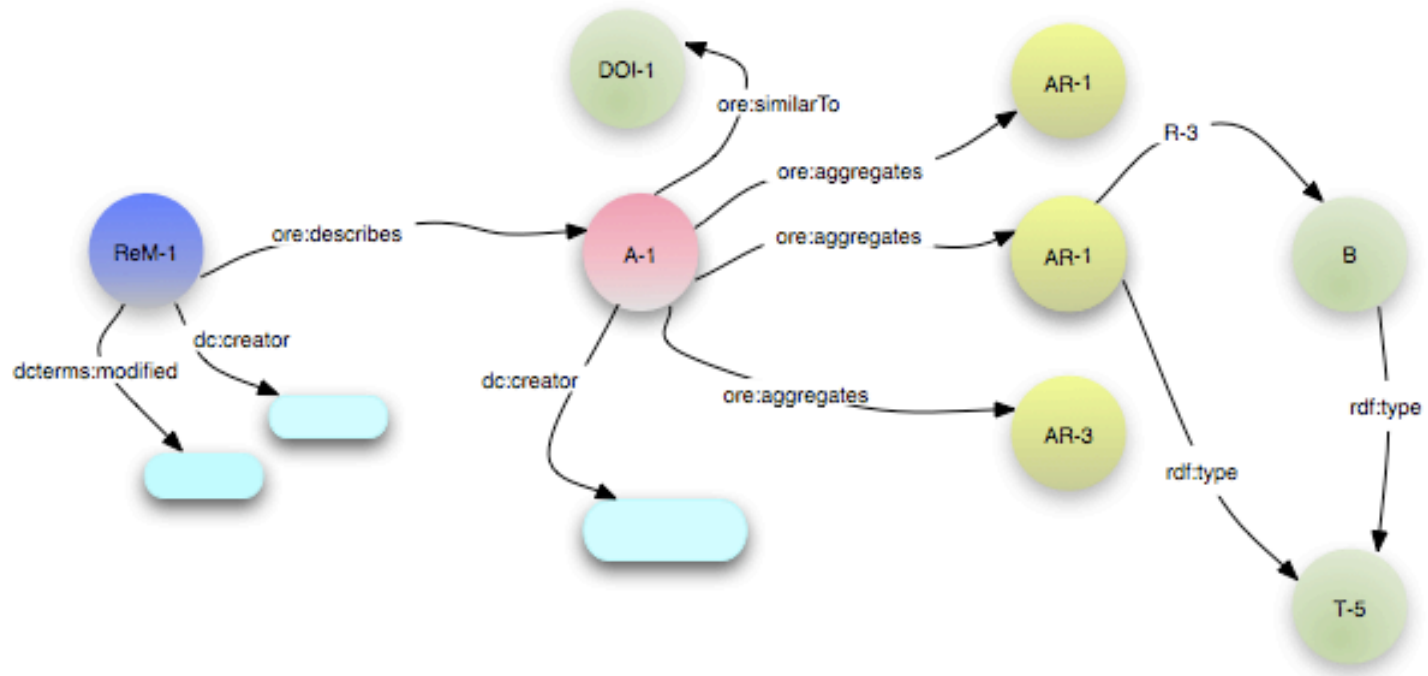 DOI-1
AR-1
ore:similarTo
R-3
ore:aggregates
ore:describes
ore:aggregates
ReM-1
A-1
AR-1
B
dc:creator
dcterms:modified
dc:creator
ore:aggregates
rdf:type
AR-3
rdf:type
T-5